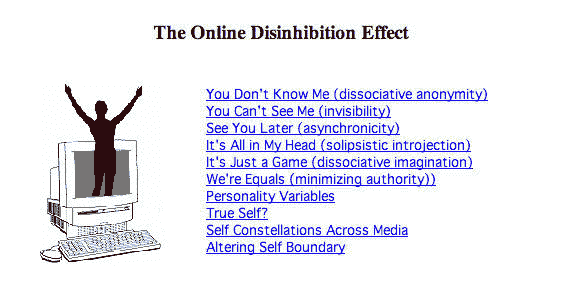 The Online Disinhibition Effect
You Don't Know Me (dissociative anonymity)
You Can't See Me (invisibility)
See You Later (asynchronicity)
It's All in My Head (solipsistic introjection)
It's Just a Game (dissociative imagination)
We're Equals (minimizing authority))
Personality Variables
True Self?
Self Constellations Across Media
Altering Self Boundary